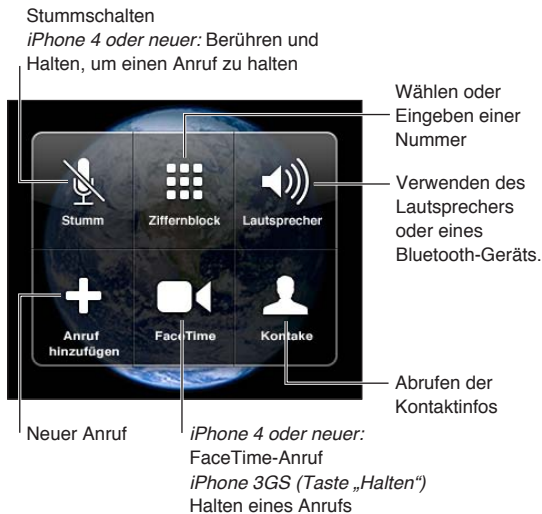 Stummschalten
iPhone 4 oder neuer: Berühren und
Halten, um einen Anruf zu halten
Wählen oder
Eingeben einer
Nummer
Verwenden des
Lautsprechers
oder eines
Bluetooth-Geräts.
Stumm
Ziffernblock
Lautsprecher
Anruf
hinzufügen
FaceTime
Kontakte
Abrufen der
Kontaktinfos
Neuer Anruf
iPhone 4 oder neuer:
FaceTime-Anruf
iPhone 3GS (Taste „Halten“)
Halten eines Anrufs